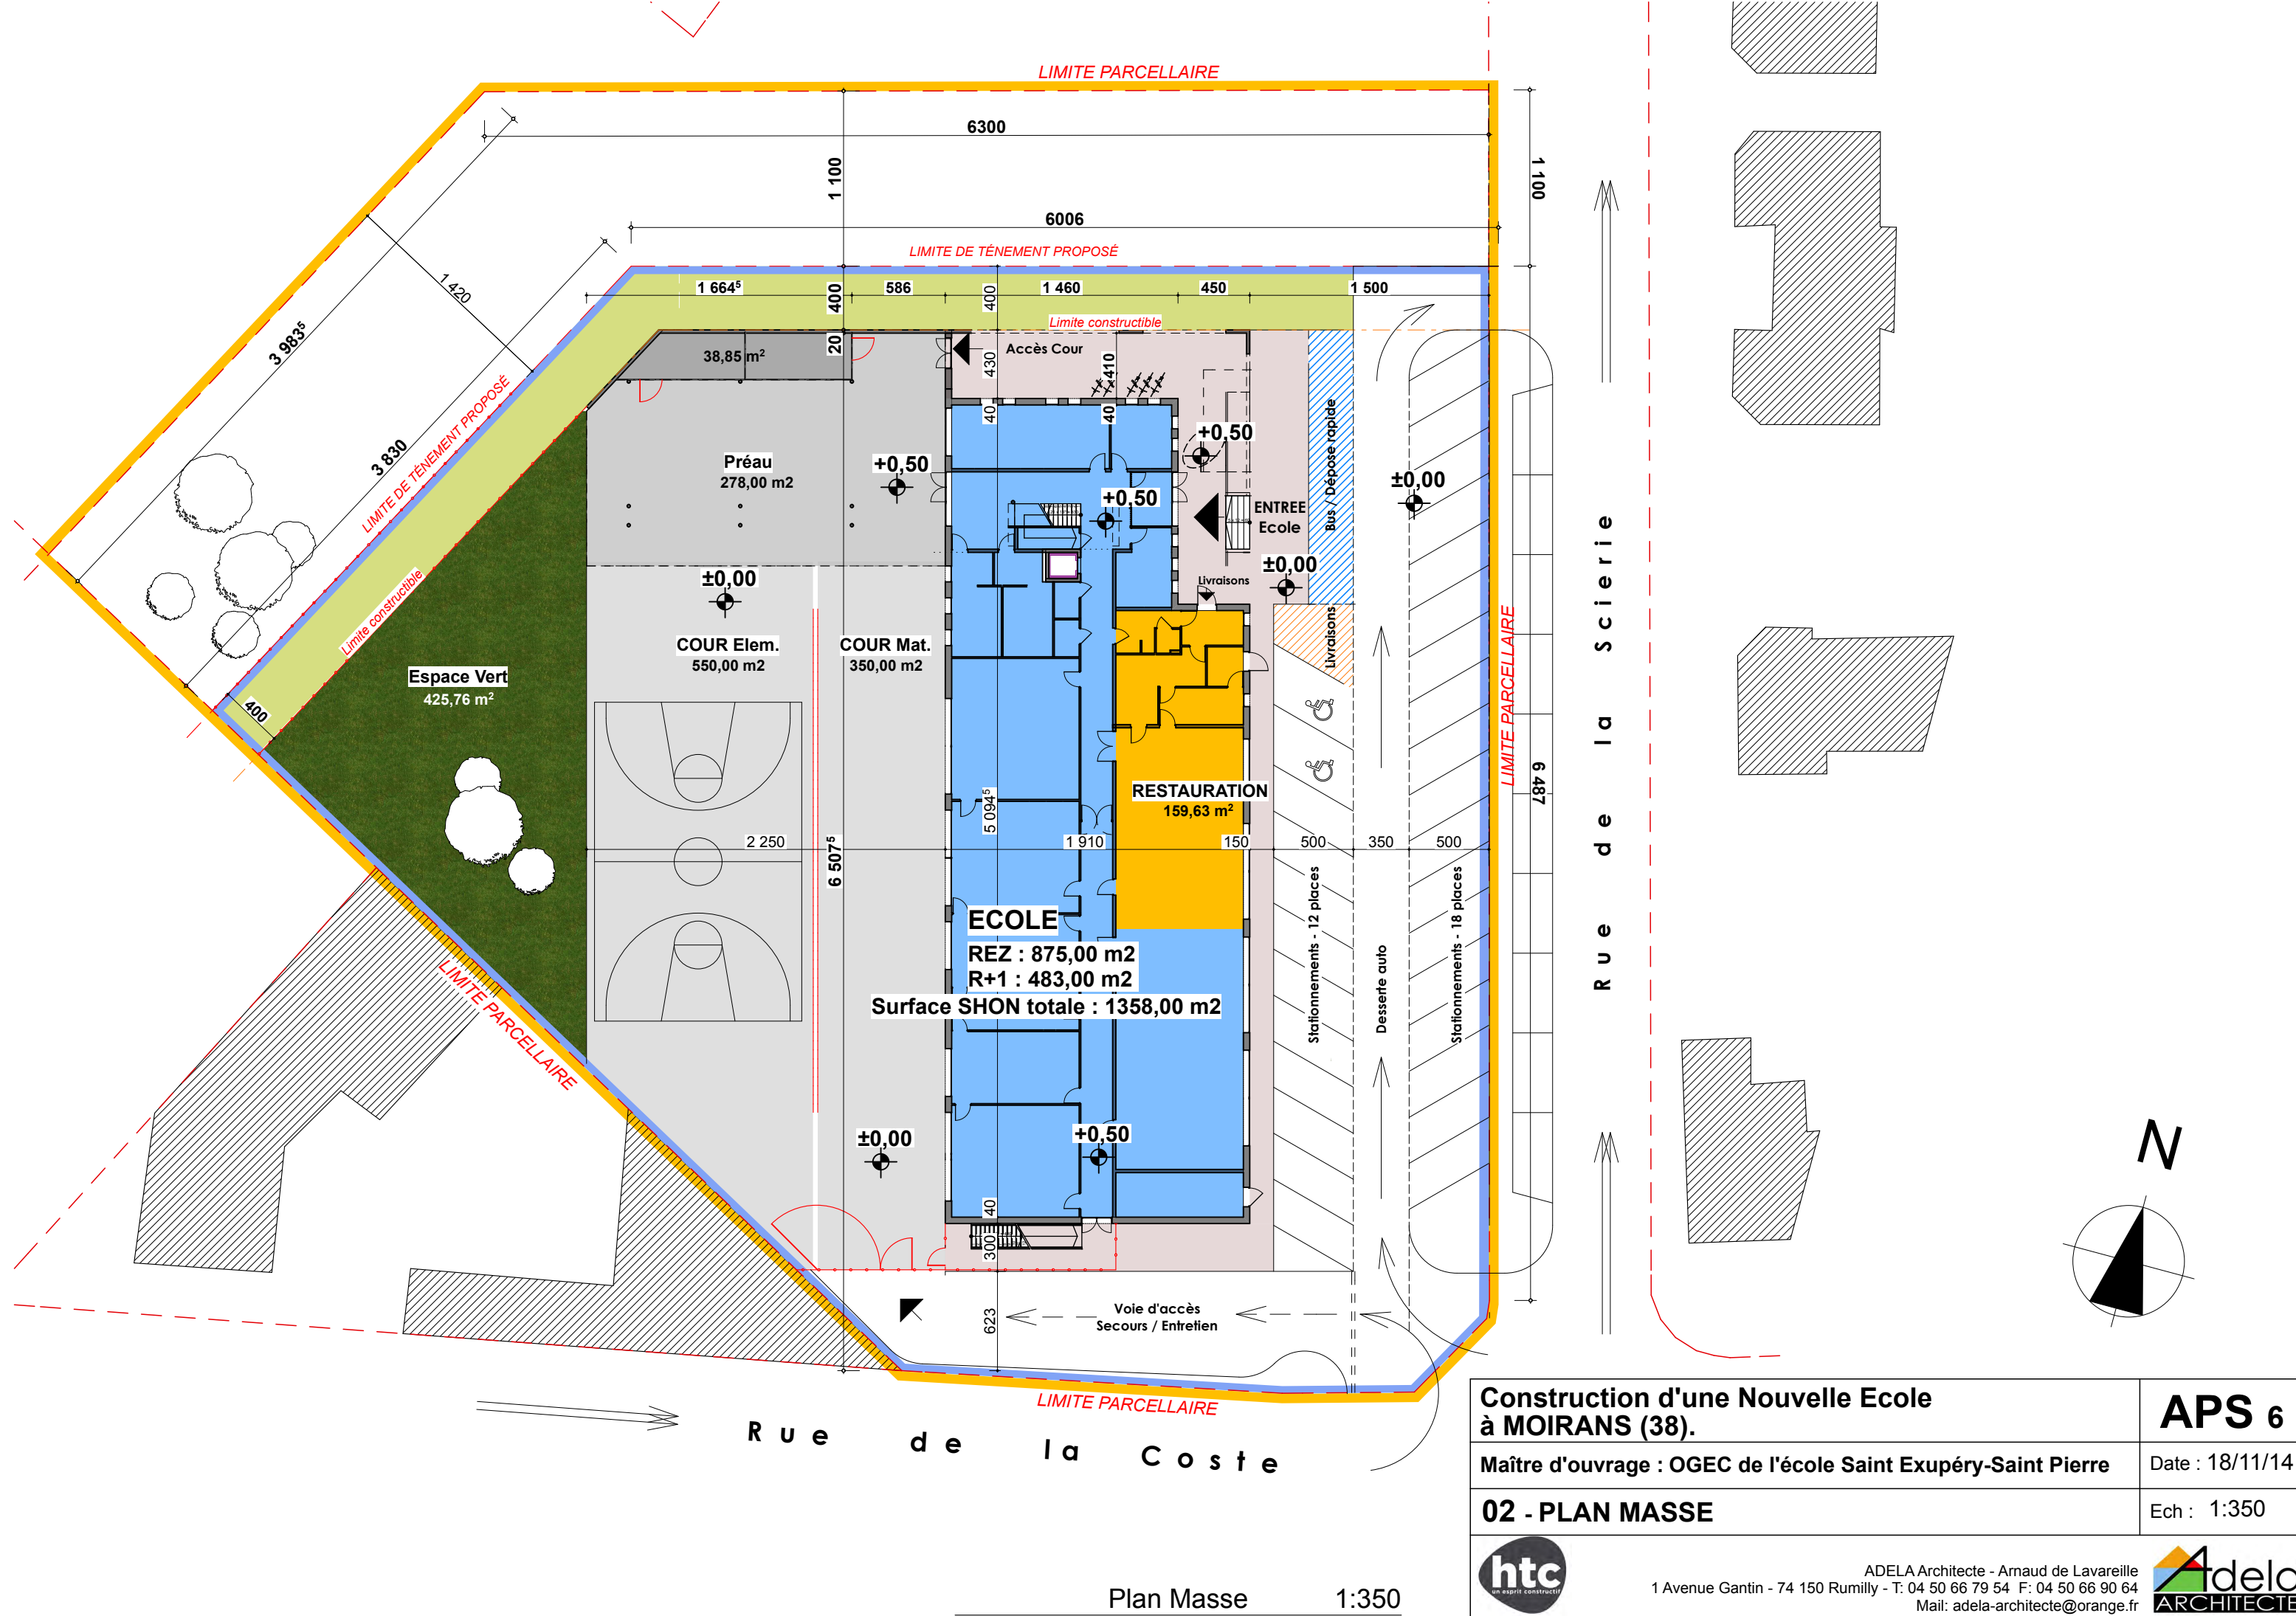 LIMITE PARCELLAIRE
6300
1 100
1 100
6006
LIMITE DE TÉNEMENT PROPOSÉ
1 420
3 983⁵
3 830
LIMITE DE TÉNEMENT PROPOSÉ
Limite constructible
400
1 664⁵
400
586
400
1 460
450
1 500
Limite constructible
20
38,85 m²
Accès Cour
430
410
40
40
Préau
278,00 m2
+0,50
+0,50
+0,50
ENTREE
Ecole
Bus / Dépose rapide
±0,00
±0,00
±0,00
Livraisons
Livraisons
COUR Elem.
550,00 m2
COUR Mat.
350,00 m2
Espace Vert
425,76 m²
LIMITE PARCELLAIRE
6 487
Rue de la Scierie
RESTAURATION
159,63 m²
5 094⁵
6 507⁵
2 250
1 910
150
500
350
500
Stationnements - 12 places
Desserte auto
Stationnements - 18 places
ECOLE
REZ : 875,00 m2
R+1 : 483,00 m2
Surface SHON totale : 1358,00 m2
LIMITE PARCELLAIRE
±0,00
+0,50
40
300
623
Voie d'accès
Secours / Entretien
LIMITE PARCELLAIRE
Rue de la Coste
N
Construction d'une Nouvelle Ecole
à MOIRANS (38).
APS 6
Maître d'ouvrage : OGEC de l'école Saint Exupéry-Saint Pierre
Date : 18/11/14
02 - PLAN MASSE
Ech : 1:350
htc
un esprit constructif
ADELA Architecte - Arnaud de Lavareille
1 Avenue Gantin - 74 150 Rumilly - T: 04 50 66 79 54 F: 04 50 66 90 64
Mail: adela-architecte@orange.fr
Adela
ARCHITECTE
Plan Masse 1:350